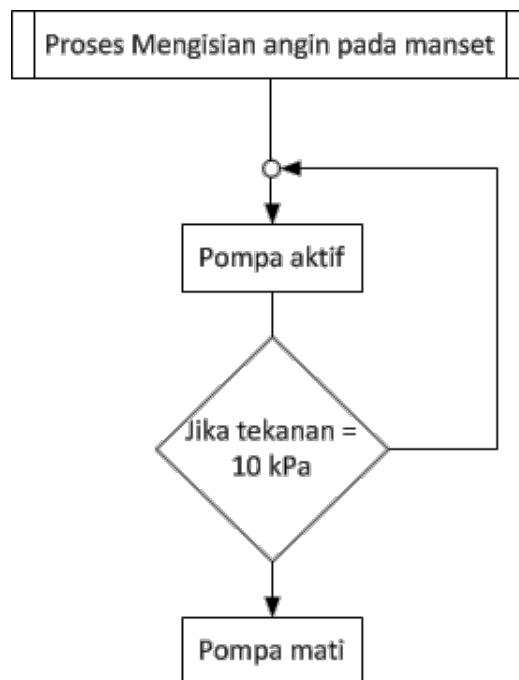 Proses Mengisian angin pada manset
Pompa aktif
Jika tekanan =
10 kPa
Pompa mati